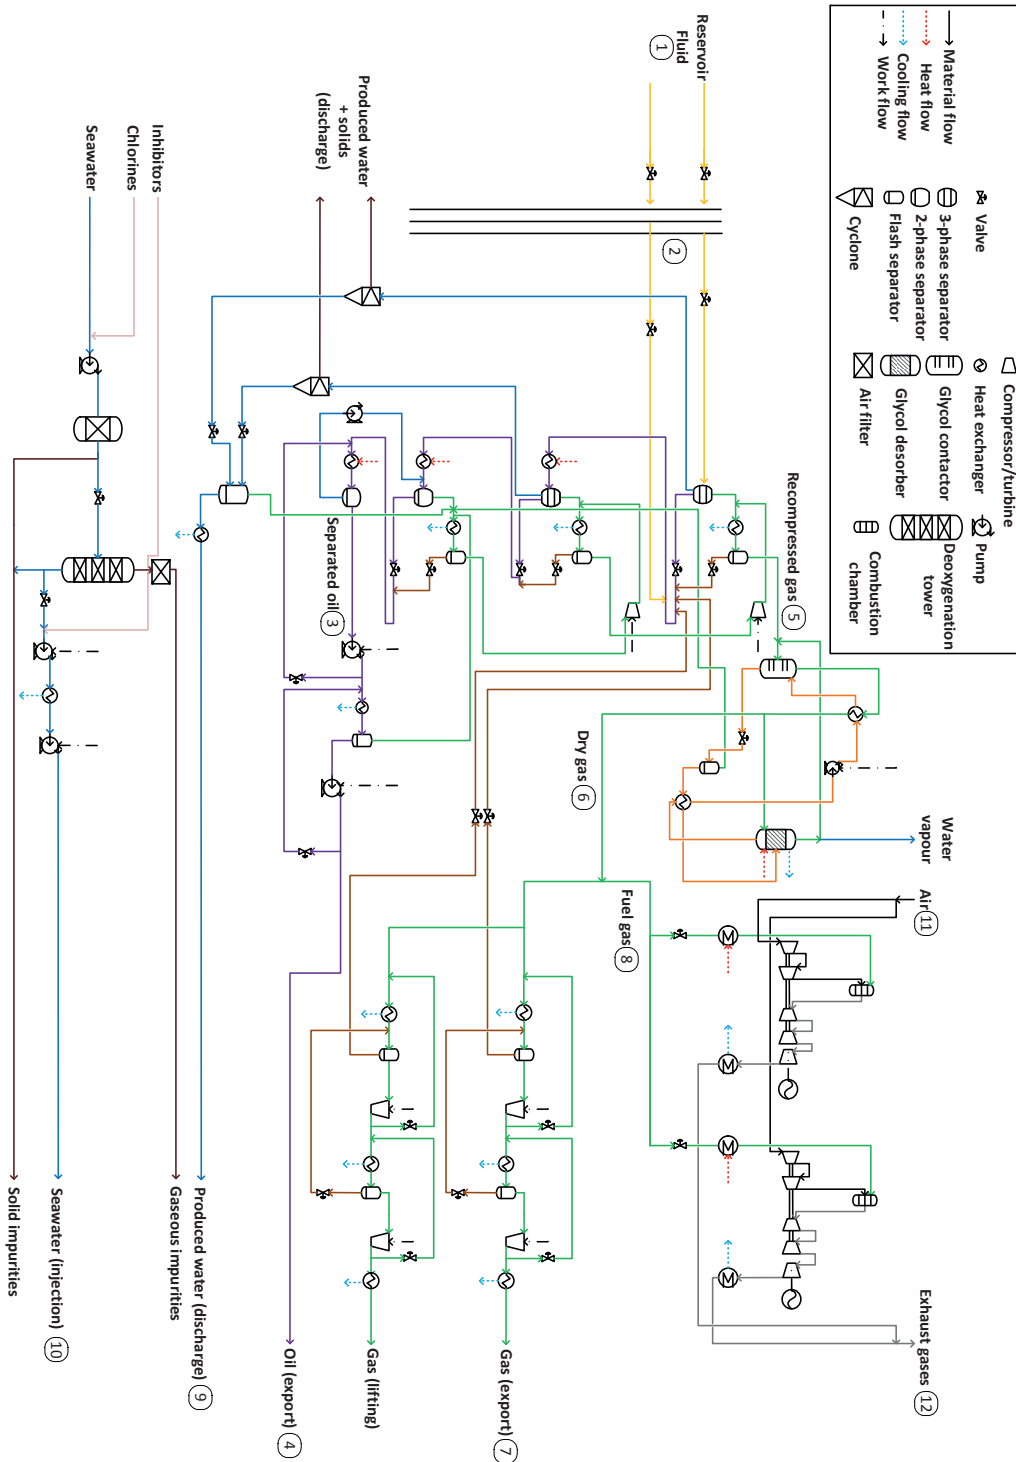 Material flow
Heat flow
Cooling flow
Work flow
Valve
3-phase separator
2-phase separator
Flash separator
Cyclone
Compressor/turbine
Heat exchanger
Glycol contactor
Glycol desorber
Air filter
Pump
Deoxygenation
tower
Combustion
chamber
Reservoir
Fluid
1
2
Produced water
+ solids
(discharge)
Inhibitors
Chlorines
Seawater
Recompressed gas
5
Separated oil
3
Dry gas
6
Water
vapour
Fuel gas
8
Air
11
Exhaust gases
12
Gas (export)
7
Gas (lifting)
Oil (export)
4
Produced water (discharge)
9
Gaseous impurities
Seawater (injection)
10
Solid impurities